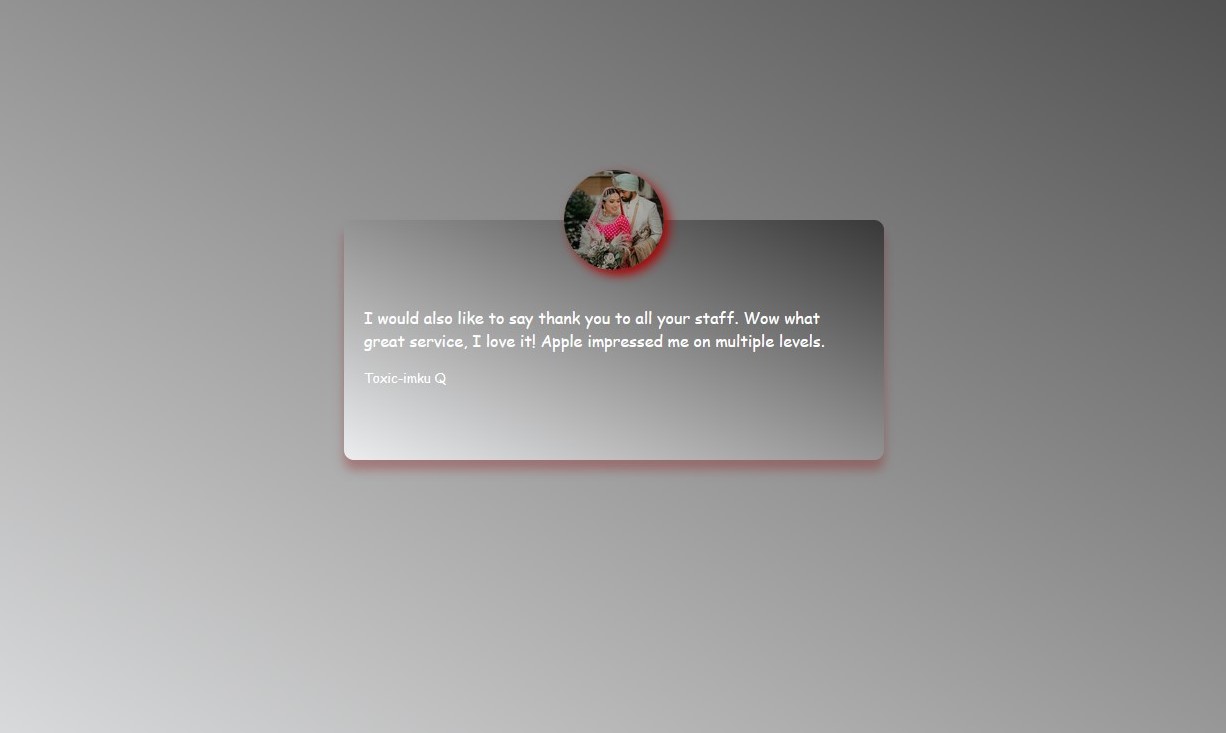 I would also like to say thank you to all your staff. Wow what
great service, I love it! Apple impressed me on multiple levels.
Toxic-imku Q